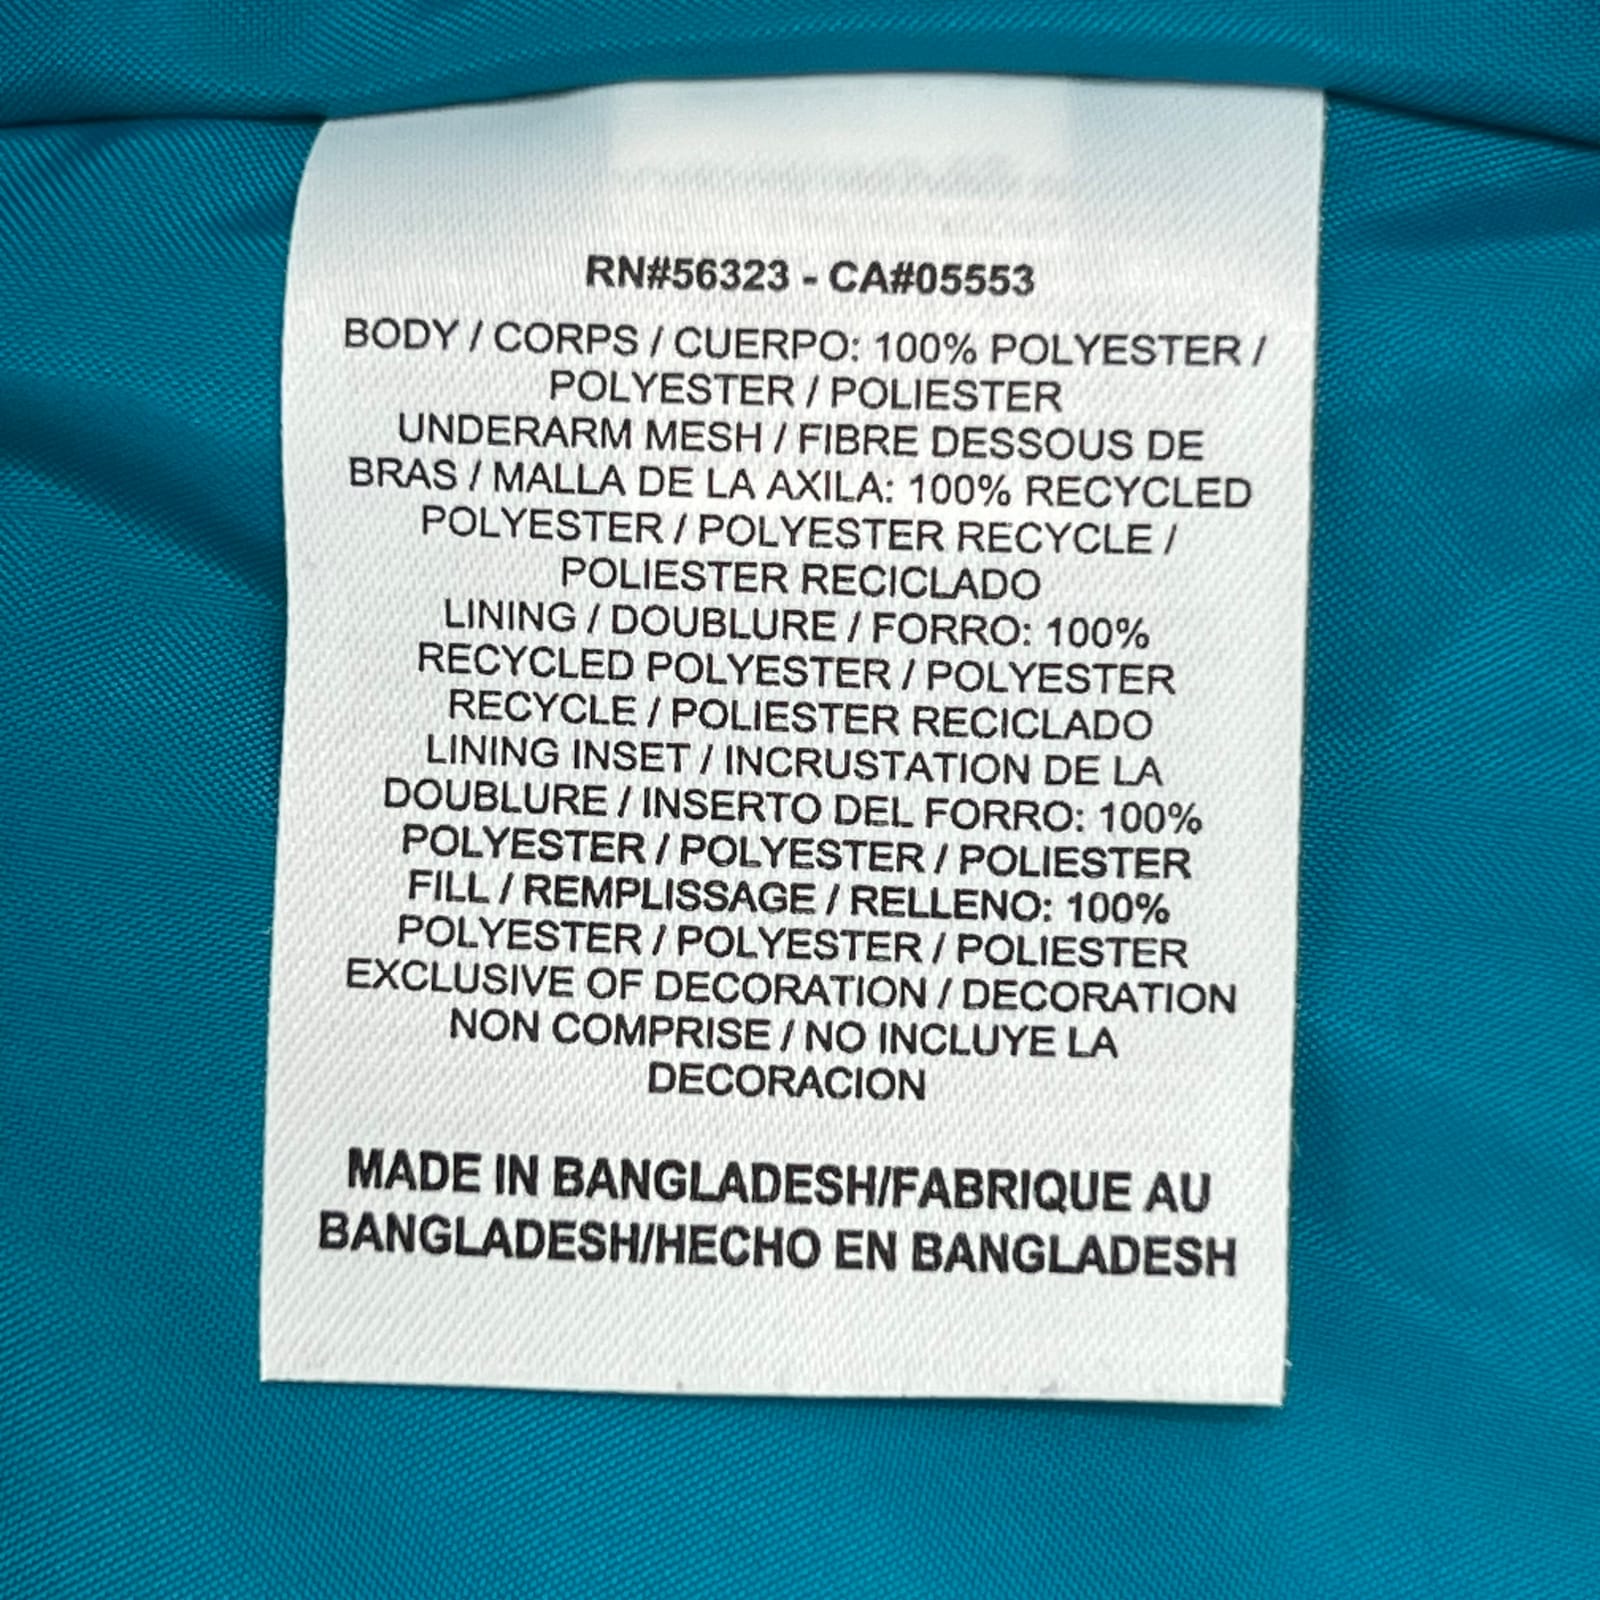 RN#56323 - CA#05553
BODY / CORPS / CUERPO: 100% POLYESTER /
POLYESTER / POLIESTER
UNDERARM MESH / FIBRE DESSOUS DE
BRAS / MALLA DE LA AXILA: 100% RECYCLED
POLYESTER / POLYESTER RECYCLE /
POLIESTER RECICLADO
LINING / DOUBLURE / FORRO: 100%
RECYCLED POLYESTER / POLYESTER
RECYCLE / POLIESTER RECICLADO
LINING INSET / INCRUSTATION DE LA
DOUBLURE / INSERTO DEL FORRO: 100%
POLYESTER / POLYESTER / POLIESTER
FILL / REMPLISSAGE / RELLENO: 100%
POLYESTER / POLYESTER / POLIESTER
EXCLUSIVE OF DECORATION / DECORATION
NON COMPRISE / NO INCLUYE LA
DECORACION
MADE IN BANGLADESH/FABRIQUE AU
BANGLADESH/HECHO EN BANGLADESH